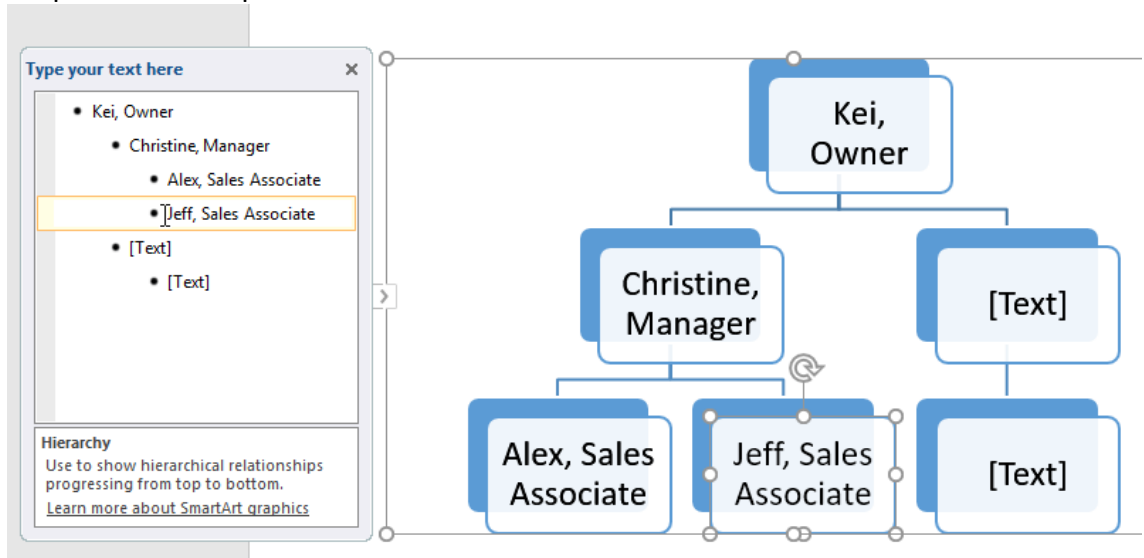 Type your text here
Kei, Owner
Christine, Manager
Alex, Sales Associate
Jeff, Sales Associate
[Text]
[Text]
Hierarchy
Use to show hierarchical relationships
progressing from top to bottom.
Learn more about SmartArt graphics
Kei,
Owner
Christine,
Manager
[Text]
Alex, Sales
Associate
Jeff, Sales
Associate
[Text]